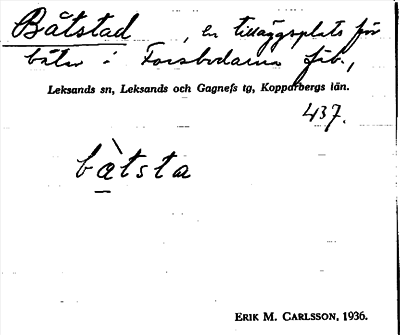 Båtstad, en tilläggsplats för
båtar i Forsbodarna fäb.,
Leksands sn, Leksands och Gagnefs tg, Kopparbergs län.
437.
bàtsta
ERIK M. CARLSSON, 1936.